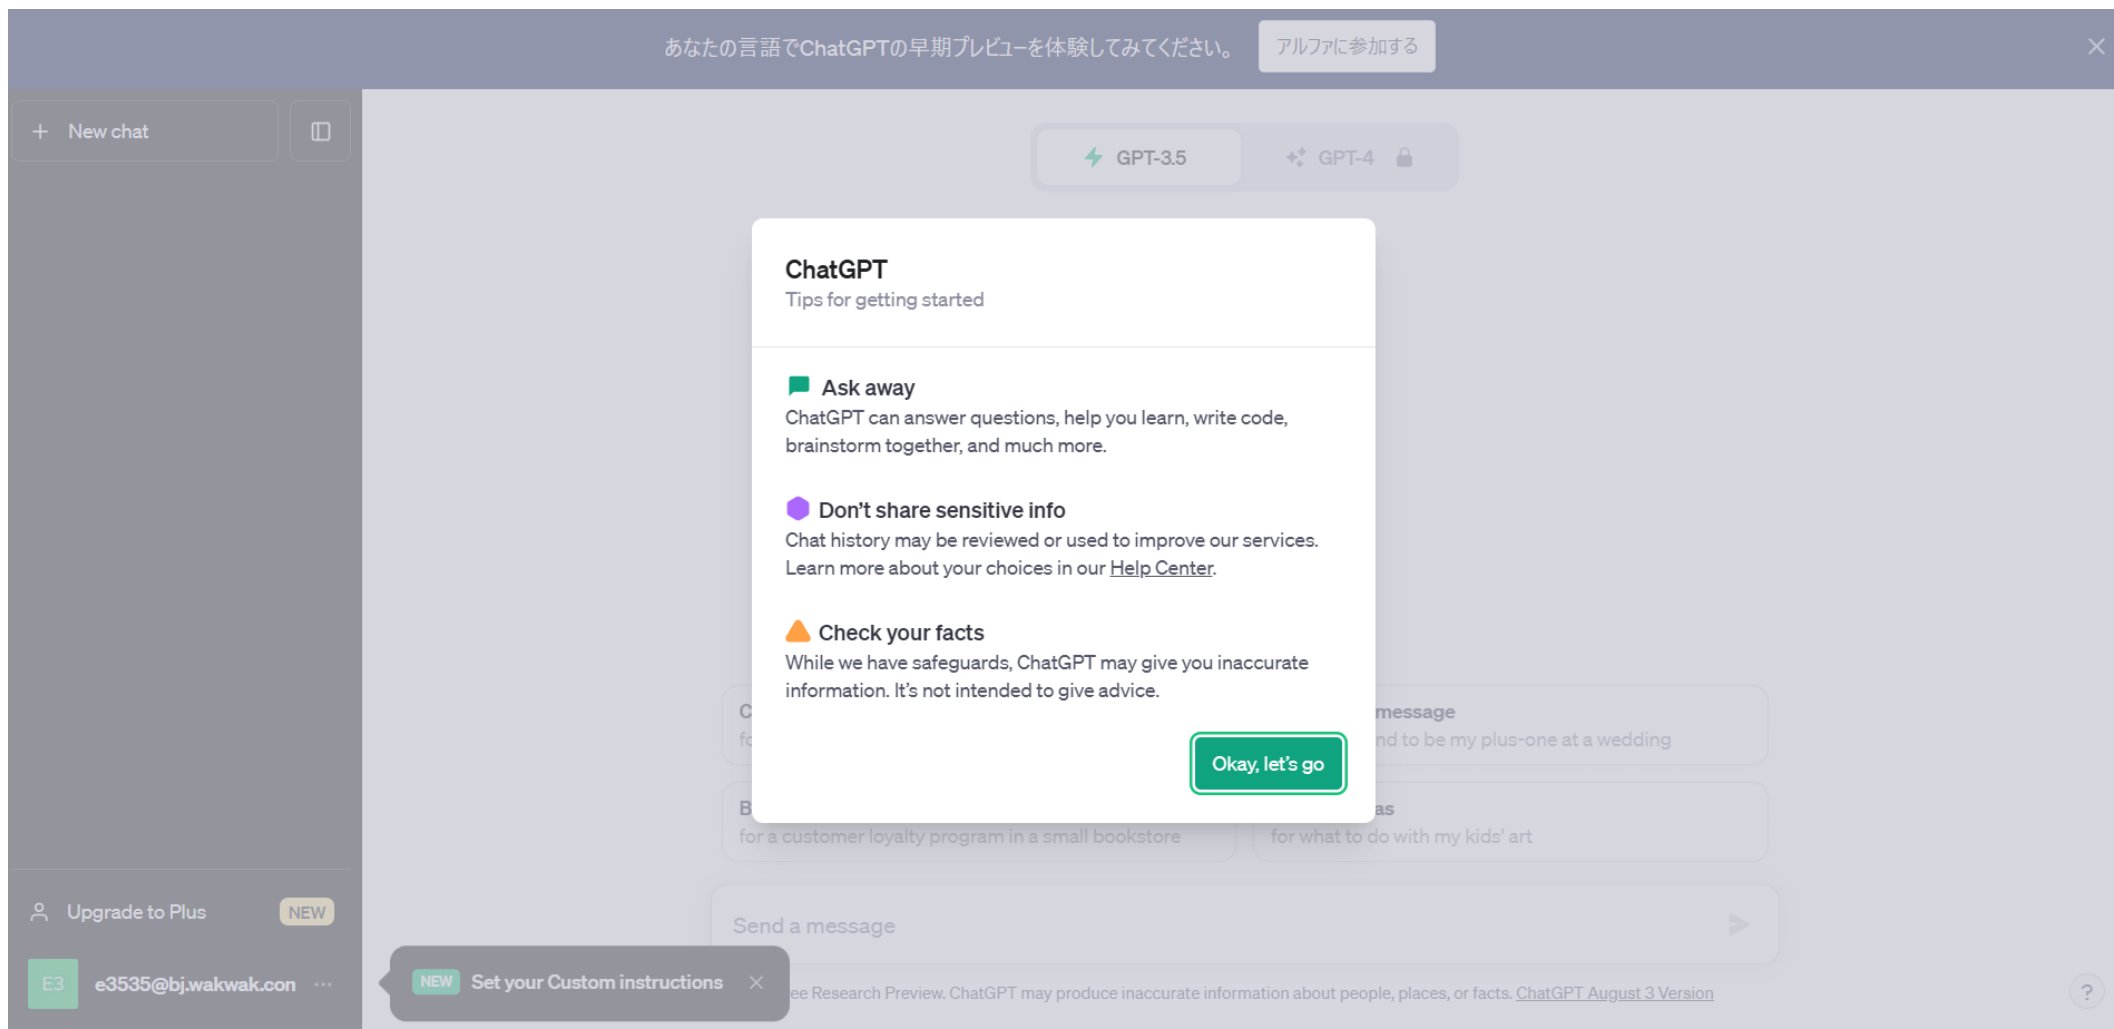 あなたの言語でChatGPTの早期プレビューを体験してみてください。
アルファに参加する
New chat
GPT-3.5
GPT-4
ChatGPT
Tips for getting started
Ask away
ChatGPT can answer questions, help you learn, write code,
brainstorm together, and much more.
Don't share sensitive info
Chat history may be reviewed or used to improve our services.
Learn more about your choices in our Help Center.
Check your facts
While we have safeguards, ChatGPT may give you inaccurate
information. It's not intended to give advice.
Okay, let's go
message
to be my plus-one at a wedding
for a customer loyalty program in a small bookstore
for what to do with my kids' art
Send a message
Upgrade to Plus
NEW
E3
e3535@bj.wakwak.con
NEW Set your Custom instructions
Research Preview. ChatGPT may produce inaccurate information about people, places, or facts. ChatGPT August 3 Version
?